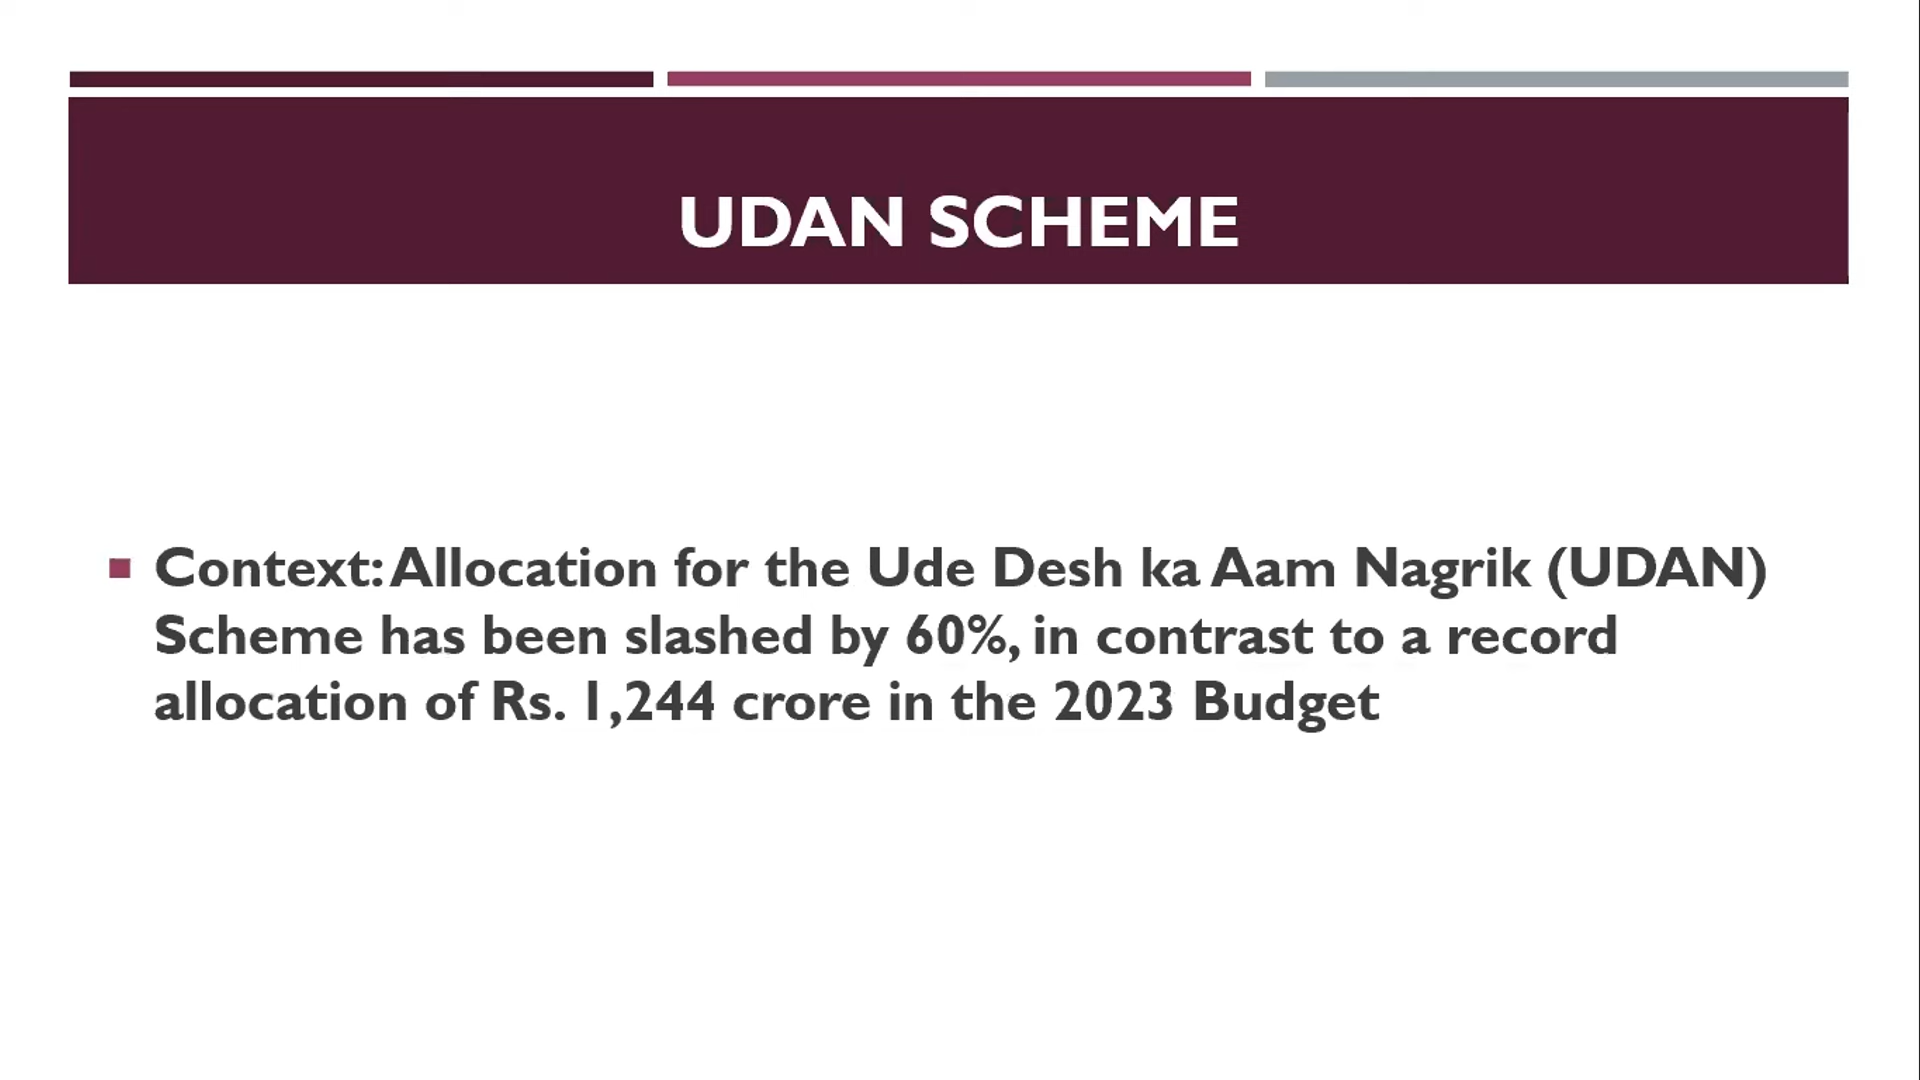 UDAN SCHEME
Context: Allocation for the Ude Desh ka Aam Nagrik (UDAN)
Scheme has been slashed by 60%, in contrast to a record
allocation of Rs. 1,244 crore in the 2023 Budget